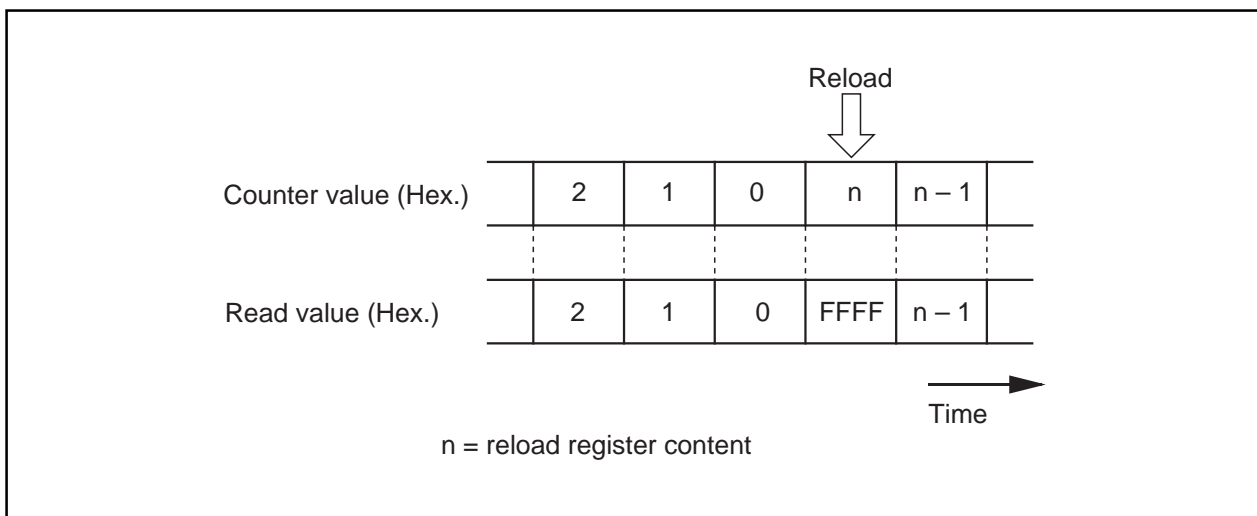 Reload
Counter value (Hex.) 2 1 0 n n – 1
Read value (Hex.) 2 1 0 FFFF n – 1
Time
n = reload register content